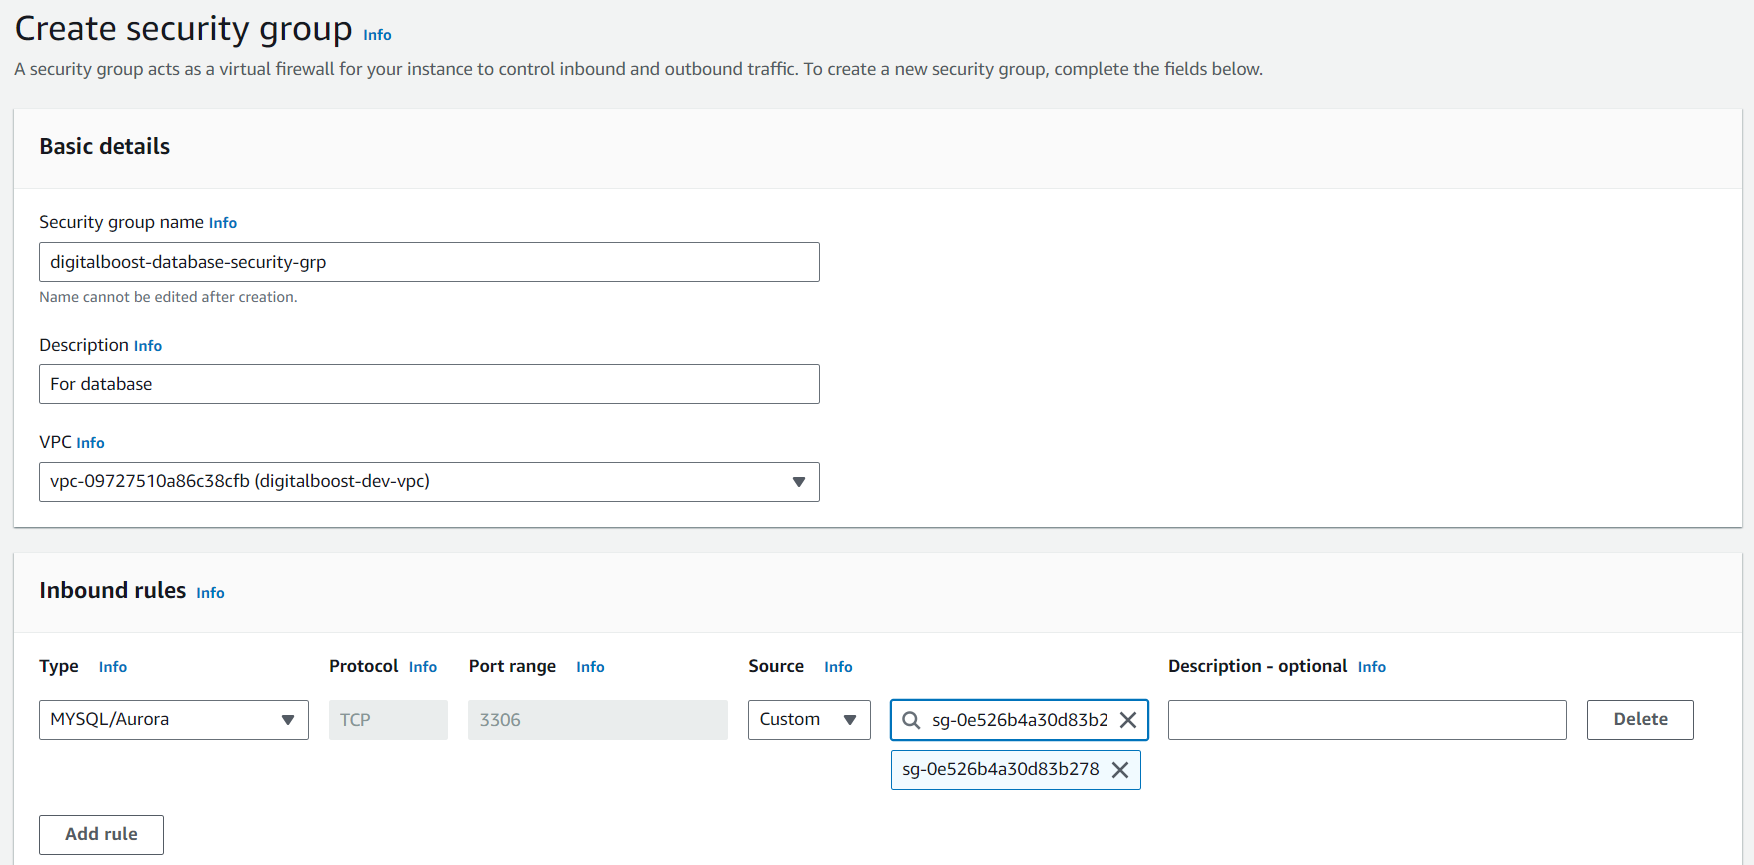 Create security group Info
A security group acts as a virtual firewall for your instance to control inbound and outbound traffic. To create a new security group, complete the fields below.
Basic details
Security group name Info
digitalboost-database-security-grp
Name cannot be edited after creation.
Description Info
For database
VPC Info
vpc-09727510a86c38cfb (digitalboost-dev-vpc)
Inbound rules Info
Type Info Protocol Info Port range Info Source Info Description - optional Info
MYSQL/Aurora TCP 3306 Custom sg-0e526b4a30d83b2 Delete
sg-0e526b4a30d83b278
Add rule